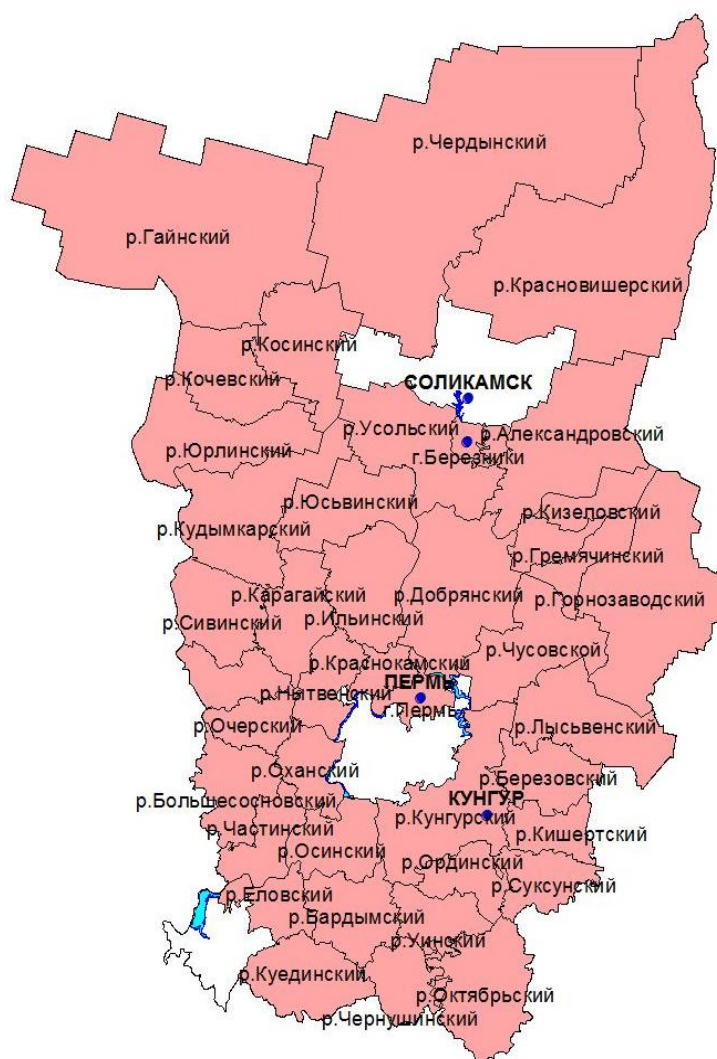 р.Чердынский
р.Гайнский
р.Красновишерский
р.Косинский
р.Кочевский
СОЛИКАМСК
р.Усольский
р.Александровский
р.Юрлинский
г.Березники
р.Юсьвинский
р.Кизеловский
р.Кудымкарский
р.Гремячинский
р.Карагайский
р.Добрянский
р.Горнозаводский
р.Сивинский
р.Ильинский
р.Чусовской
р.Краснокамский
ПЕРМЬ
р.Нытвенский
г.Пермь
р.Очерский
р.Лысьвенский
р.Оханский
р.Березовский
р.Большесосновский
КУНГУР
р.Кунгурский
р.Частинский
р.Кишертский
р.Осинский
р.Ординский
р.Суксунский
р.Еловский
р.Бардымский
р.Уинский
р.Куединский
р.Октябрьский
р.Чернушинский